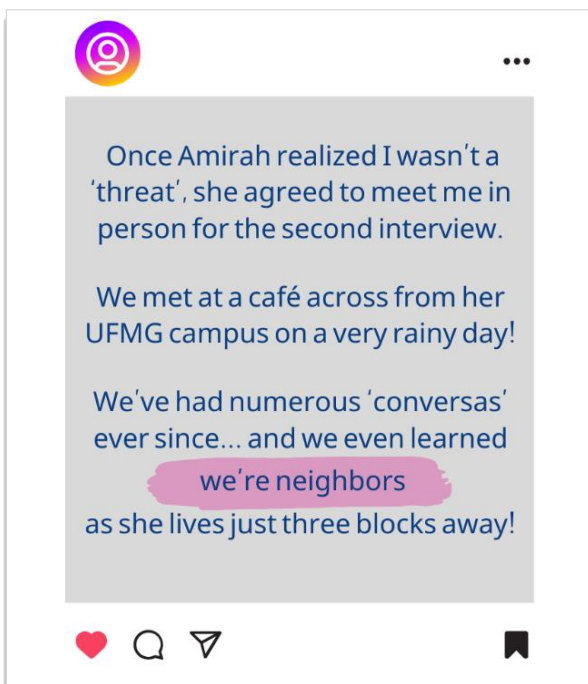 Once Amirah realized I wasn't a
'threat', she agreed to meet me in
person for the second interview.
We met at a café across from her
UFMG campus on a very rainy day!
We've had numerous 'conversas'
ever since... and we even learned
we're neighbors
as she lives just three blocks away!